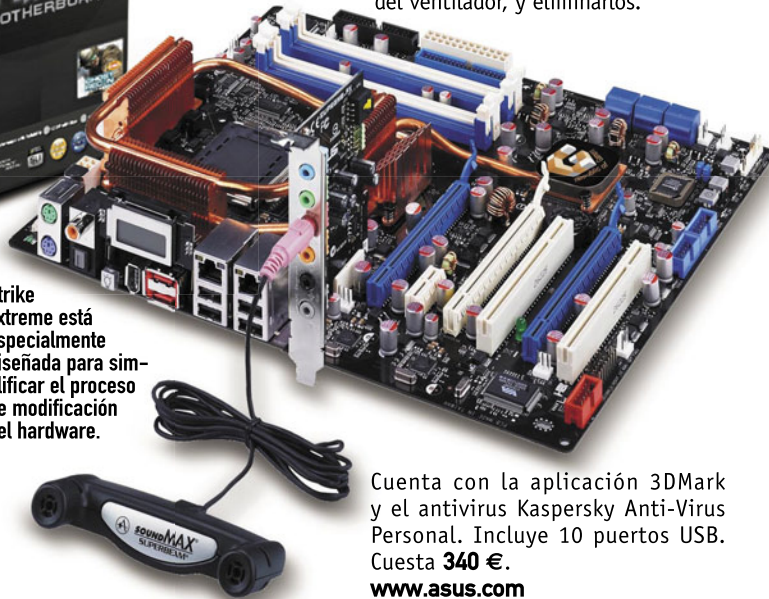 OTHERBOARD
del ventilador, y eliminarlos.
trike
xtreme está
specialmente
iseñada para sim-
lificar el proceso
e modificación
el hardware.
SOUNDMAX
SUPERBEAM
Cuenta con la aplicación 3DMark
y el antivirus Kaspersky Anti-Virus
Personal. Incluye 10 puertos USB.
Cuesta 340 €.
www.asus.com